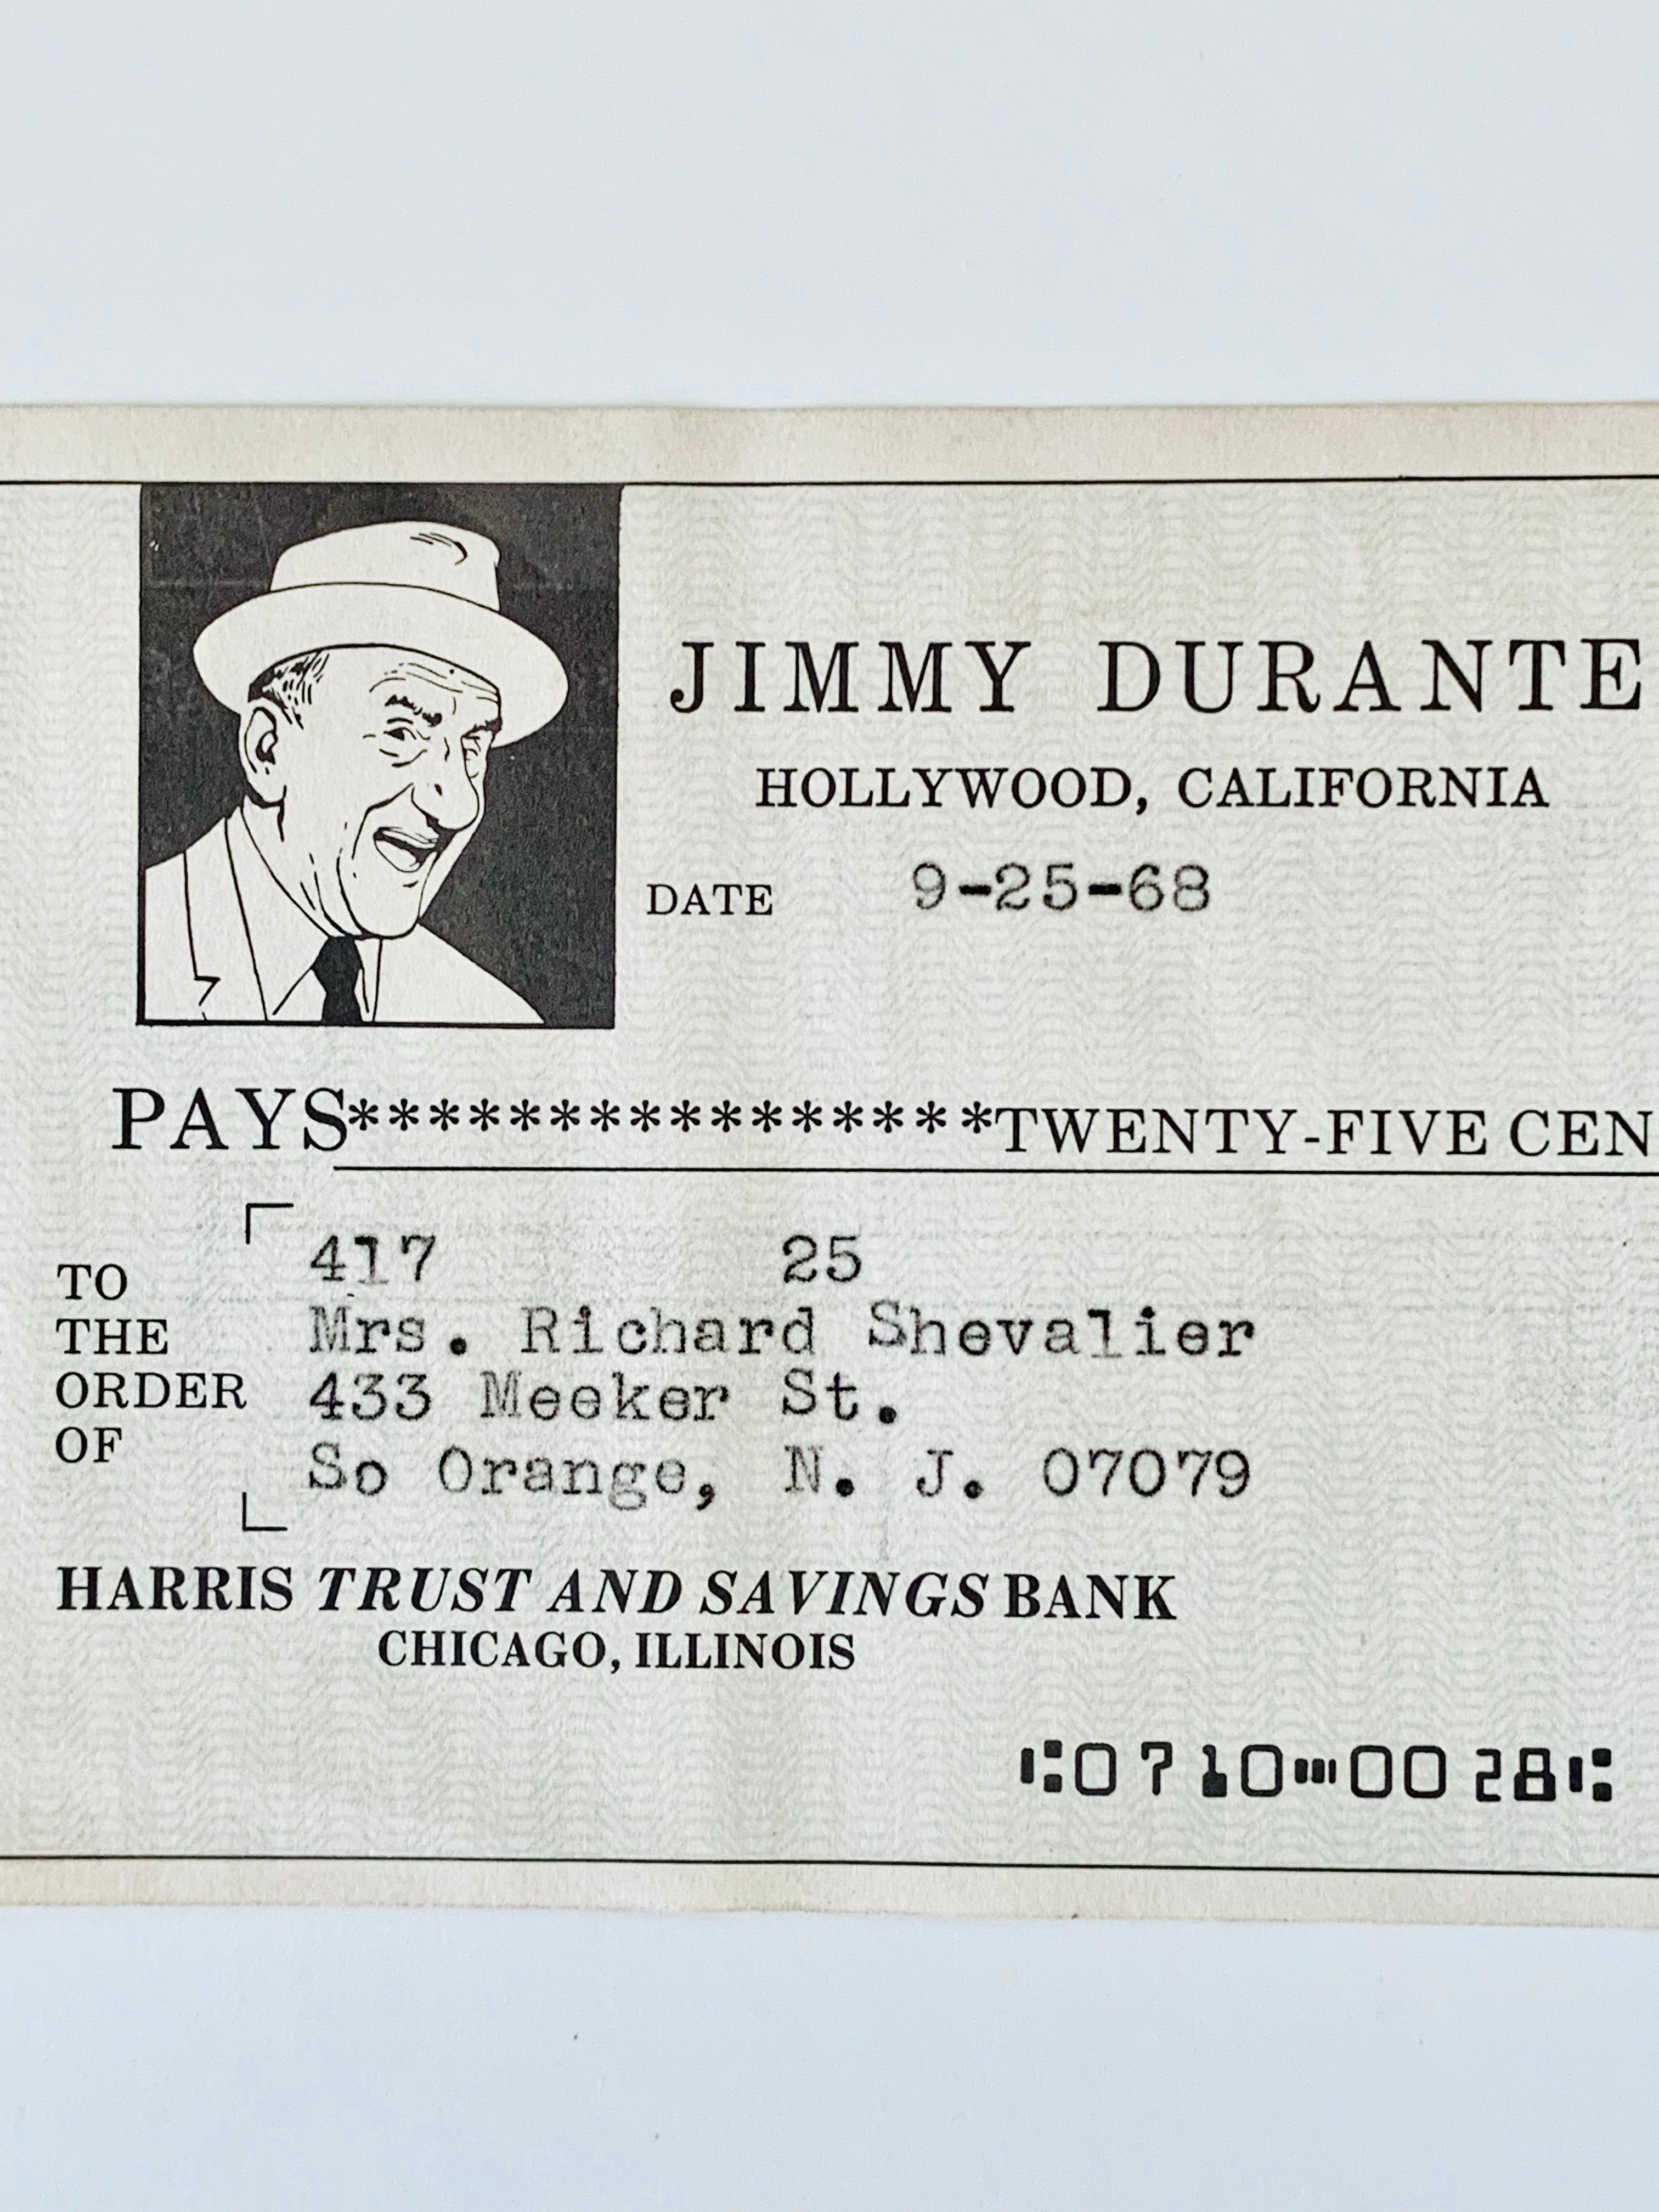 JIMMY DURANTE
HOLLYWOOD, CALIFORNIA
DATE 9-25-68
PAYS****************TWENTY-FIVE CEN
417 25
TO THE ORDER OF
Mrs. Richard Shevalier
433 Meeker St.
So Orange, N. J. 07079
HARRIS TRUST AND SAVINGS BANK
CHICAGO, ILLINOIS
⑆0710⑉0028⑆